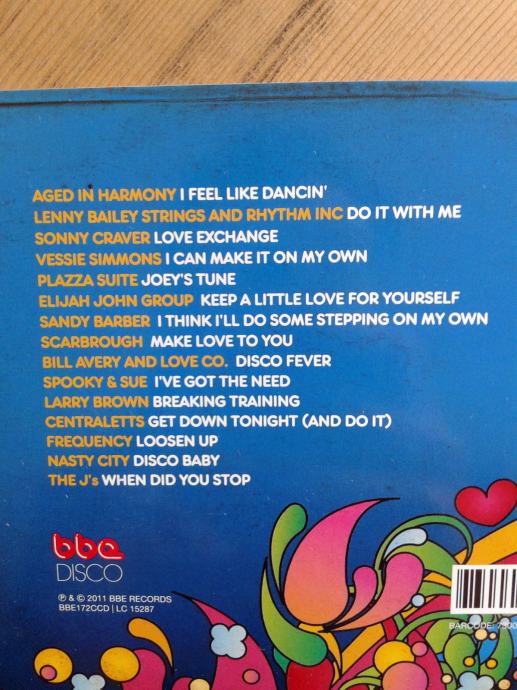 AGED IN HARMONY I FEEL LIKE DANCIN'
LENNY BAILEY STRINGS AND RHYTHM INC DO IT WITH ME
SONNY CRAVER LOVE EXCHANGE
VESSIE SIMMONS I CAN MAKE IT ON MY OWN
PLAZZA SUITE JOEY'S TUNE
ELIJAH JOHN GROUP KEEP A LITTLE LOVE FOR YOURSELF
SANDY BARBER I THINK I'LL DO SOME STEPPING ON MY OWN
SCARBROUGH MAKE LOVE TO YOU
BILL AVERY AND LOVE CO. DISCO FEVER
SPOOKY & SUE I'VE GOT THE NEED
LARRY BROWN BREAKING TRAINING
CENTRALETTS GET DOWN TONIGHT (AND DO IT)
FREQUENCY LOOSEN UP
NASTY CITY DISCO BABY
THE J's WHEN DID YOU STOP
bbe
DISCO
℗ & © 2011 BBE RECORDS
BBE172CCD | LC 15287
BARCODE: